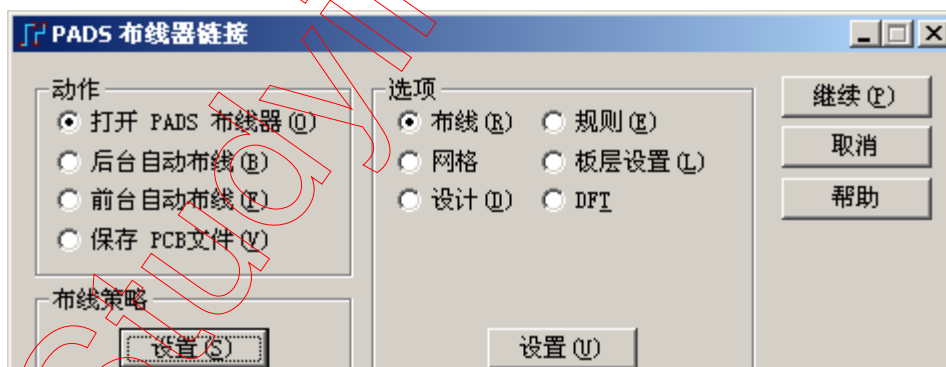 PADS 布线器链接
动作
打开 PADS 布线器(O)
后台自动布线(B)
前台自动布线(F)
保存 PCB文件(V)
布线策略
设置(S)
选项
布线(R) 规则(E)
网格 板层设置(L)
设计(D) DFT
设置(U)
继续(P)
取消
帮助